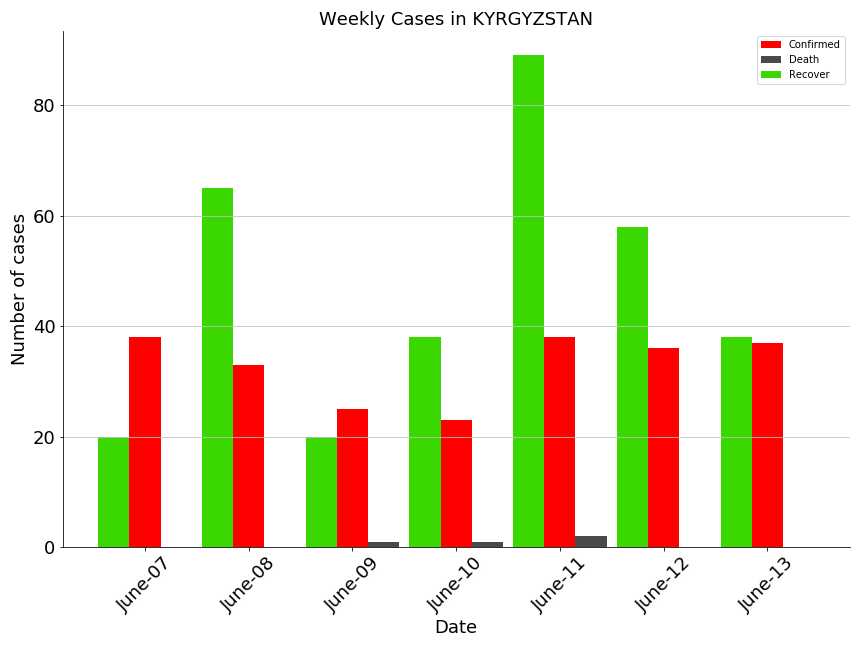 Weekly Cases in KYRGYZSTAN
Confirmed
Death
Recover
Number of cases
80
60
40
20
0
June-07
June-08
June-09
June-10
June-11
June-12
June-13
Date